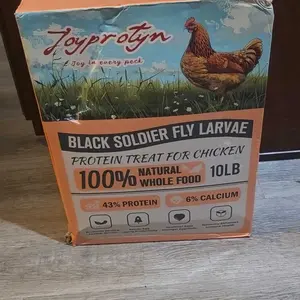 Joyprotyn
A Joy in every peck
BLACK SOLDIER FLY LARVAE
PROTEIN TREAT FOR CHICKEN
100% NATURAL WHOLE FOOD 10LB
43% PROTEIN 6% CALCIUM